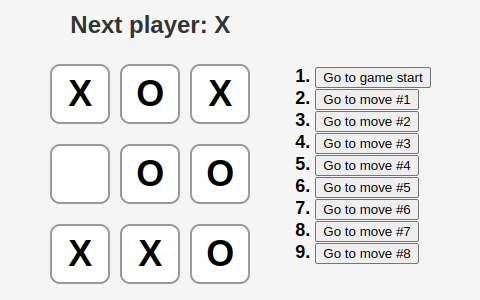 Next player: X
X O X
O O
X X O
1. Go to game start
2. Go to move #1
3. Go to move #2
4. Go to move #3
5. Go to move #4
6. Go to move #5
7. Go to move #6
8. Go to move #7
9. Go to move #8